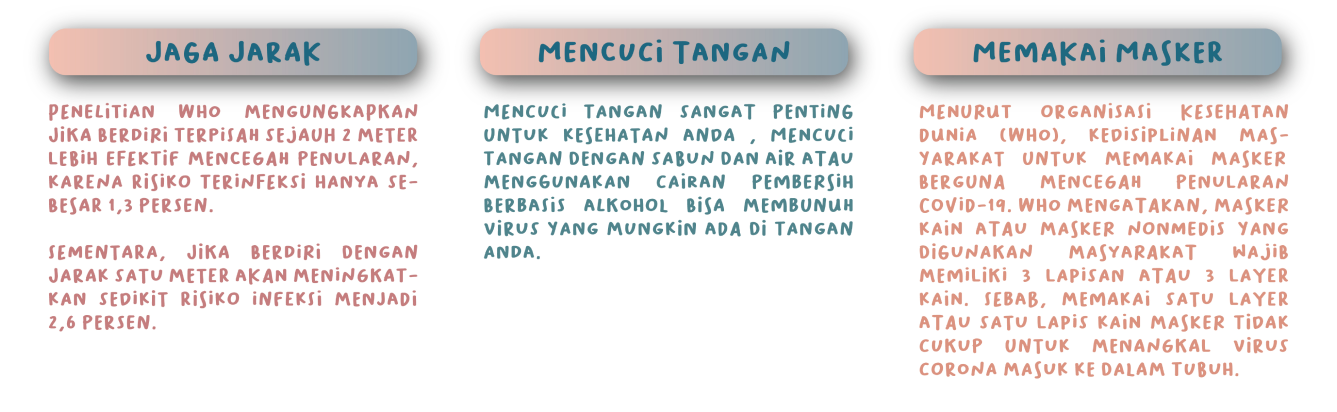 JAGA JARAK
PENELITIAN WHO MENGUNGKAPKAN
JIKA BERDIRI TERPISAH SEJAUH 2 METER
LEBIH EFEKTIF MENCEGAH PENULARAN,
KARENA RISIKO TERINFEKSI HANYA SE-
BESAR 1,3 PERSEN.
SEMENTARA, JIKA BERDIRI DENGAN
JARAK SATU METER AKAN MENINGKAT-
KAN SEDIKIT RISIKO INFEKSI MENJADI
2,6 PERSEN.
MENCUCI TANGAN
MENCUCI TANGAN SANGAT PENTING
UNTUK KESEHATAN ANDA , MENCUCI
TANGAN DENGAN SABUN DAN AIR ATAU
MENGGUNAKAN CAIRAN PEMBERSIH
BERBASIS ALKOHOL BISA MEMBUNUH
VIRUS YANG MUNGKIN ADA DI TANGAN
ANDA.
MEMAKAI MASKER
MENURUT ORGANISASI KESEHATAN
DUNIA (WHO), KEDISIPLINAN MAS-
YARAKAT UNTUK MEMAKAI MASKER
BERGUNA MENCEGAH PENULARAN
COVID-19. WHO MENGATAKAN, MASKER
KAIN ATAU MASKER NONMEDIS YANG
DIGUNAKAN MASYARAKAT WAJIB
MEMILIKI 3 LAPISAN ATAU 3 LAYER
KAIN. SEBAB, MEMAKAI SATU LAYER
ATAU SATU LAPIS KAIN MASKER TIDAK
CUKUP UNTUK MENANGKAL VIRUS
CORONA MASUK KE DALAM TUBUH.